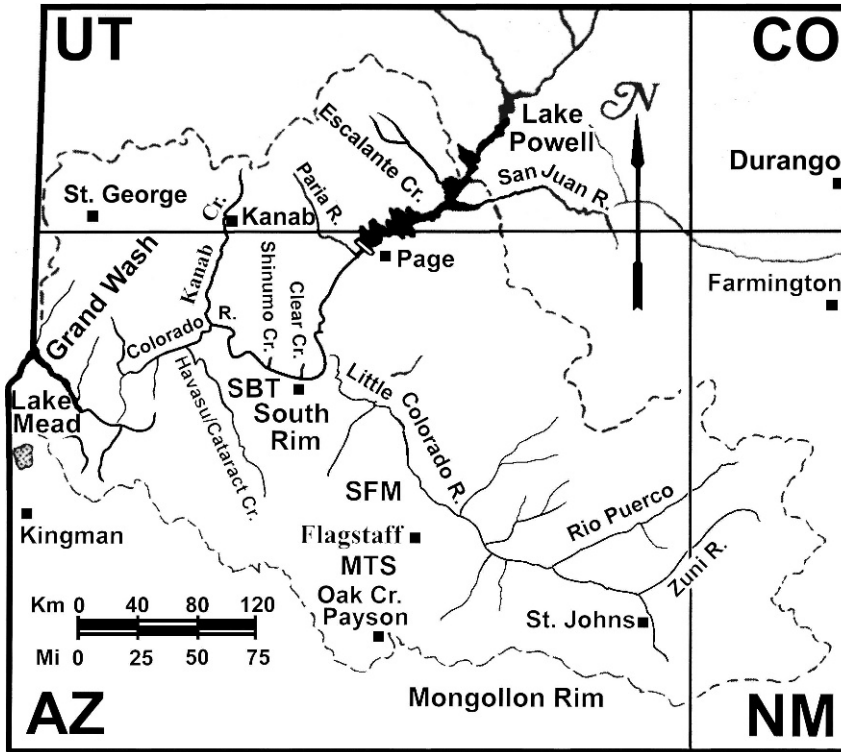 UT
CO
N
Lake
Powell
Escalante Cr.
Durango
St. George
Paria R.
San Juan R.
Kanab Cr.
Kanab
Page
Farmington
Grand Wash
Shinumo Cr.
Clear Cr.
Colorado R.
Lake
Mead
SBT
South
Rim
Little Colorado R.
Havasu/Cataract Cr.
SFM
Rio Puerco
Kingman
Flagstaff
MTS
Zuni R.
Oak Cr.
Payson
St. Johns
Km 0 40 80 120
Mi 0 25 50 75
Mongollon Rim
AZ
NM